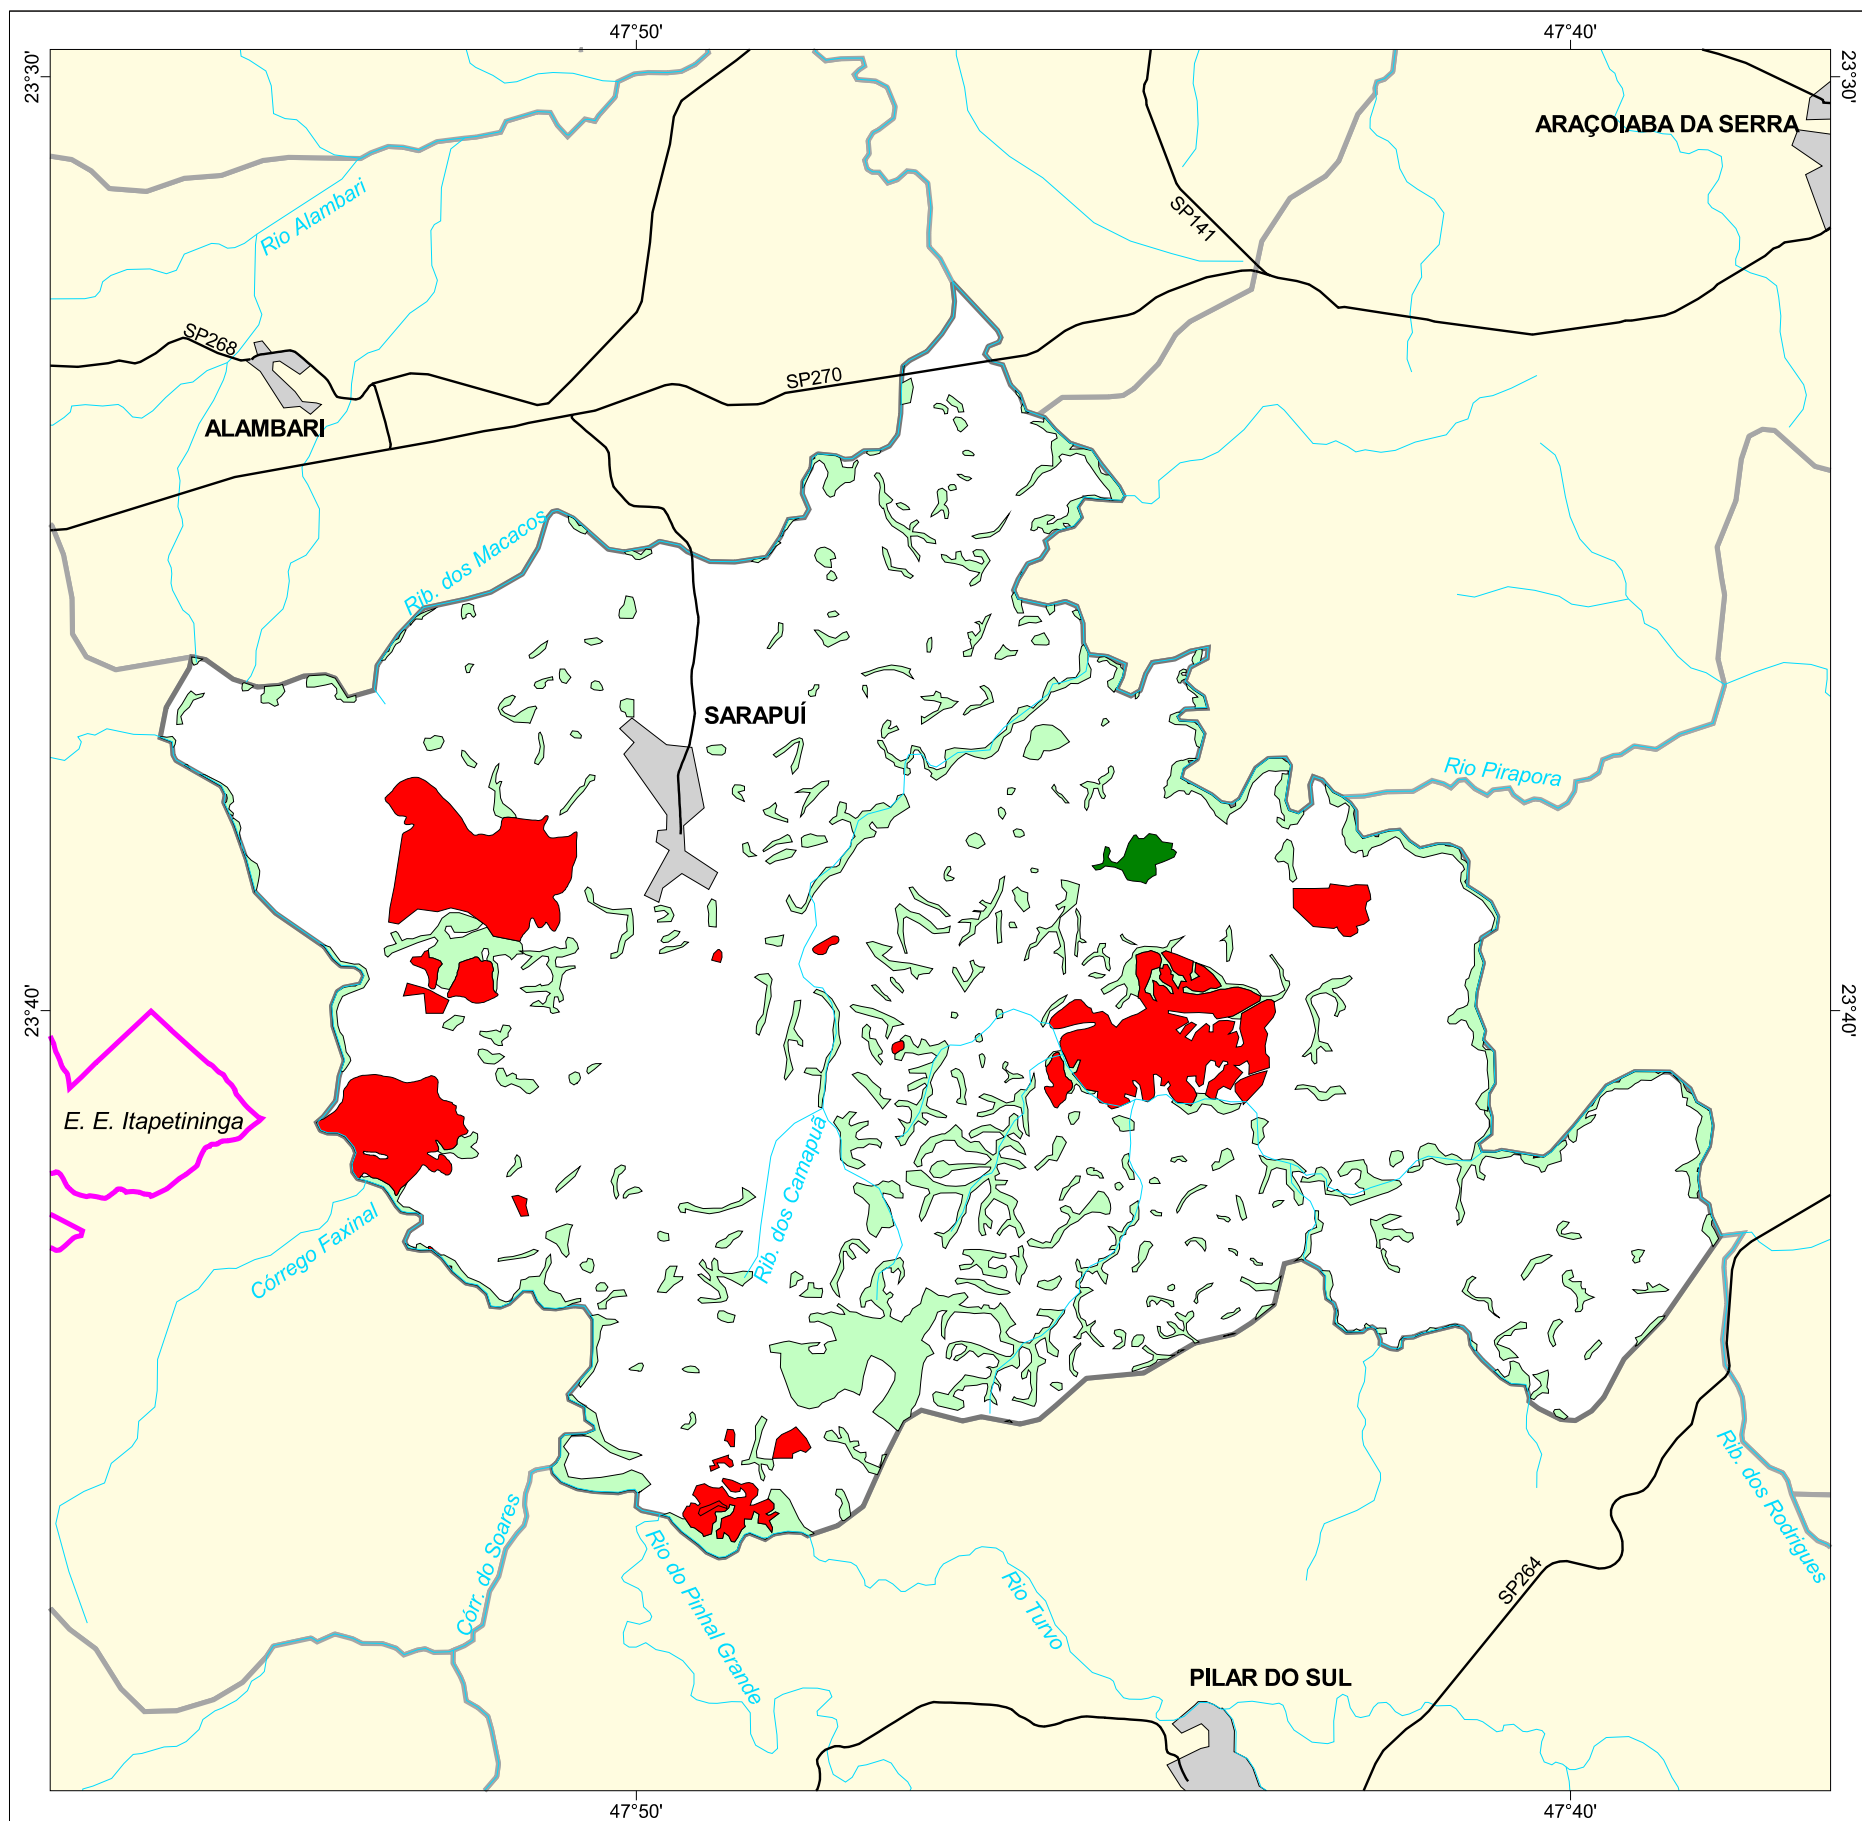 47°50'
47°40'
23°30'
23°30'
ARAÇOIABA DA SERRA
Rio Alambari
SP141
SP268
SP270
ALAMBARI
Rib. dos Macacos
SARAPUÍ
Rio Pirapora
23°40'
23°40'
E. E. Itapetininga
Rib. dos Camapuã
Córrego Faxinal
Córr. do Soares
Rio do Pinhal Grande
Rio Turvo
SP264
Rib. dos Rodrigues
PILAR DO SUL
47°50'
47°40'